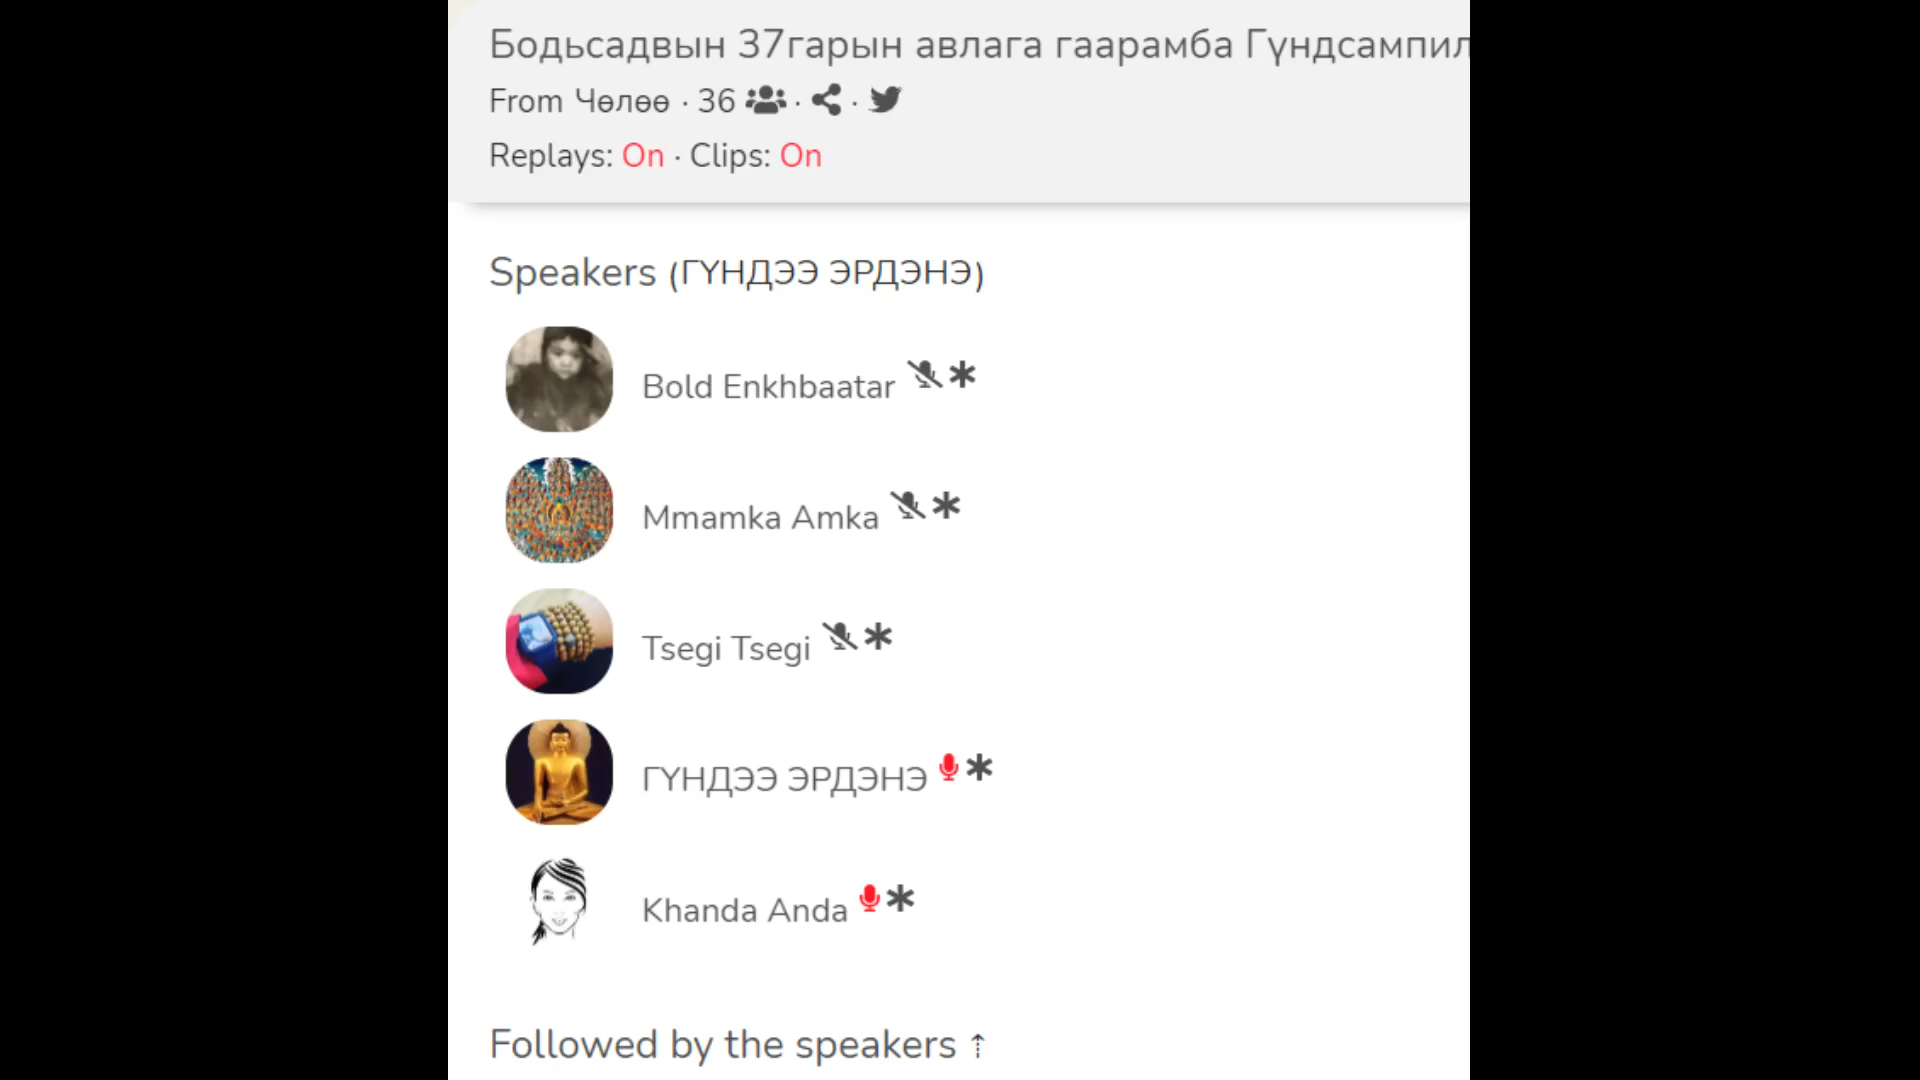 Бодьсадвын 37гарын авлага гаарамба Гүндсампил
From Чөлөө · 36 · ·
Replays: On · Clips: On
Speakers (ГҮНДЭЭ ЭРДЭНЭ)
Bold Enkhbaatar
Mmamka Amka
Tsegi Tsegi
ГҮНДЭЭ ЭРДЭНЭ
Khanda Anda
Followed by the speakers ⇡